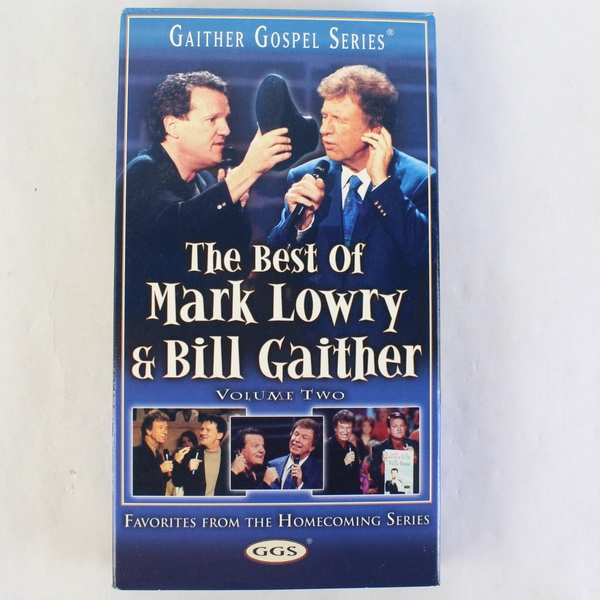 Gaither Gospel Series®
The Best Of
Mark Lowry
& Bill Gaither
Volume Two
Favorites from the Homecoming Series
GGS®